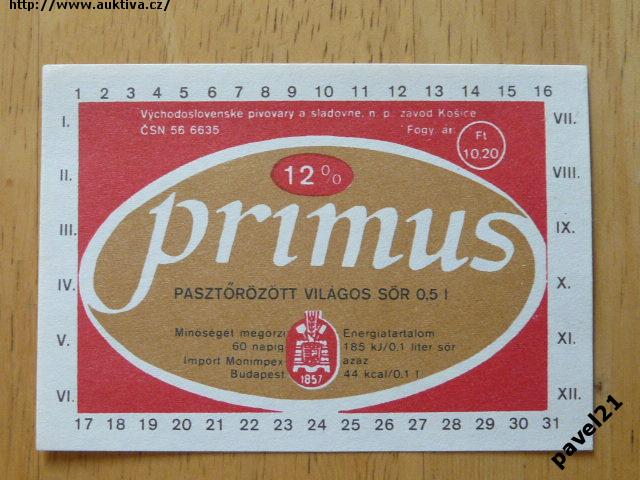 http://www.auktiva.cz/
1 2 3 4 5 6 7 8 9 10 11 12 13 14 15 16
I. VII.
II. VIII.
III. IX.
IV. X.
V. XI.
VI. XII.
Východoslovenské pivovary a sladovne, n. p. závod Košice
ČSN 56 6635
Fogy. ár:
Ft
10,20
12%
primus
PASZTŐRÖZÖTT VILÁGOS SÖR 0,5 l
Minőségét megőrzi
60 napig
Import Monimpex
Budapest
1857
Energiatartalom
185 kJ/0.1 liter sör
azaz
44 kcal/0.1 l
17 18 19 20 21 22 23 24 25 26 27 28 29 30 31
pavel21